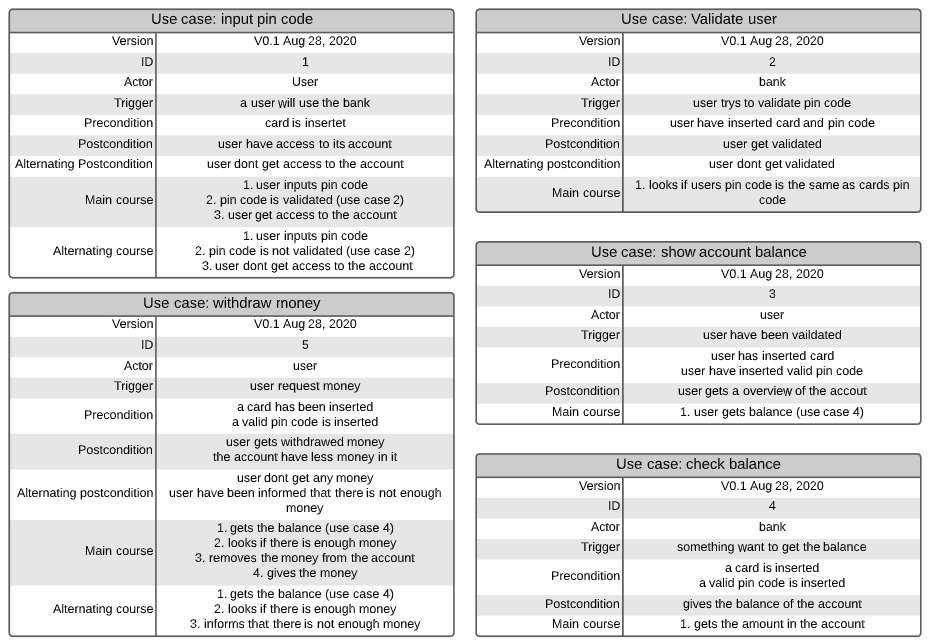 Use case: input pin code
Version V0.1 Aug 28, 2020
ID 1
Actor User
Trigger a user will use the bank
Precondition card is insertet
Postcondition user have access to its account
Alternating Postcondition user dont get access to the account
Main course 1. user inputs pin code
2. pin code is validated (use case 2)
3. user get access to the account
Alternating course 1. user inputs pin code
2. pin code is not validated (use case 2)
3. user dont get access to the account
Use case: withdraw money
Version V0.1 Aug 28, 2020
ID 5
Actor user
Trigger user request money
Precondition a card has been inserted
a valid pin code is inserted
Postcondition user gets withdrawed money
the account have less money in it
Alternating postcondition user dont get any money
user have been informed that there is not enough
money
Main course 1. gets the balance (use case 4)
2. looks if there is enough money
3. removes the money from the account
4. gives the money
Alternating course 1. gets the balance (use case 4)
2. looks if there is enough money
3. informs that there is not enough money
Use case: Validate user
Version V0.1 Aug 28, 2020
ID 2
Actor bank
Trigger user trys to validate pin code
Precondition user have inserted card and pin code
Postcondition user get validated
Alternating postcondition user dont get validated
Main course 1. looks if users pin code is the same as cards pin
code
Use case: show account balance
Version V0.1 Aug 28, 2020
ID 3
Actor user
Trigger user have been vaildated
Precondition user has inserted card
user have inserted valid pin code
Postcondition user gets a overview of the accout
Main course 1. user gets balance (use case 4)
Use case: check balance
Version V0.1 Aug 28, 2020
ID 4
Actor bank
Trigger something want to get the balance
Precondition a card is inserted
a valid pin code is inserted
Postcondition gives the balance of the account
Main course 1. gets the amount in the account